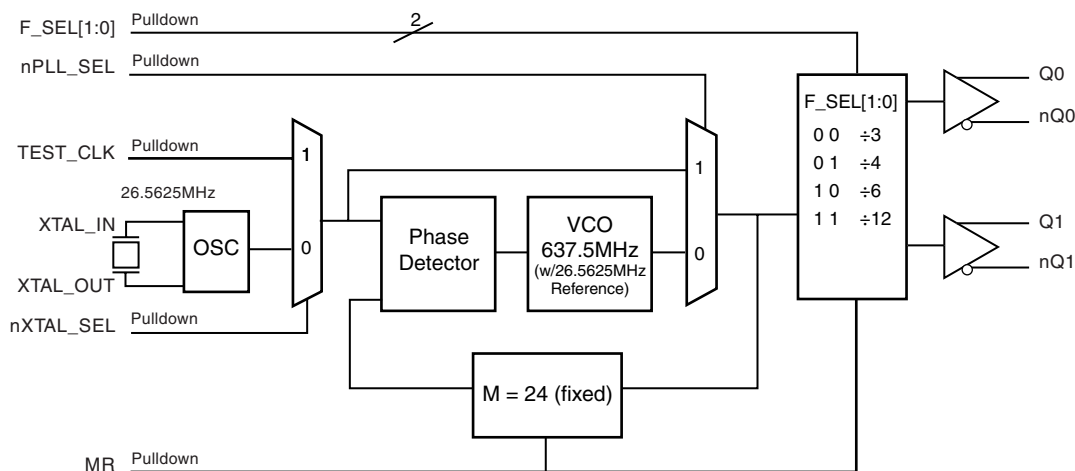 F_SEL[1:0] Pulldown 2
nPLL_SEL Pulldown
TEST_CLK Pulldown
26.5625MHz
XTAL_IN
OSC
XTAL_OUT
nXTAL_SEL Pulldown
1
0
Phase
Detector
VCO
637.5MHz
(w/26.5625MHz
Reference)
1
0
M = 24 (fixed)
F_SEL[1:0]
0 0 ÷3
0 1 ÷4
1 0 ÷6
1 1 ÷12
Q0
nQ0
Q1
nQ1
MR Pulldown